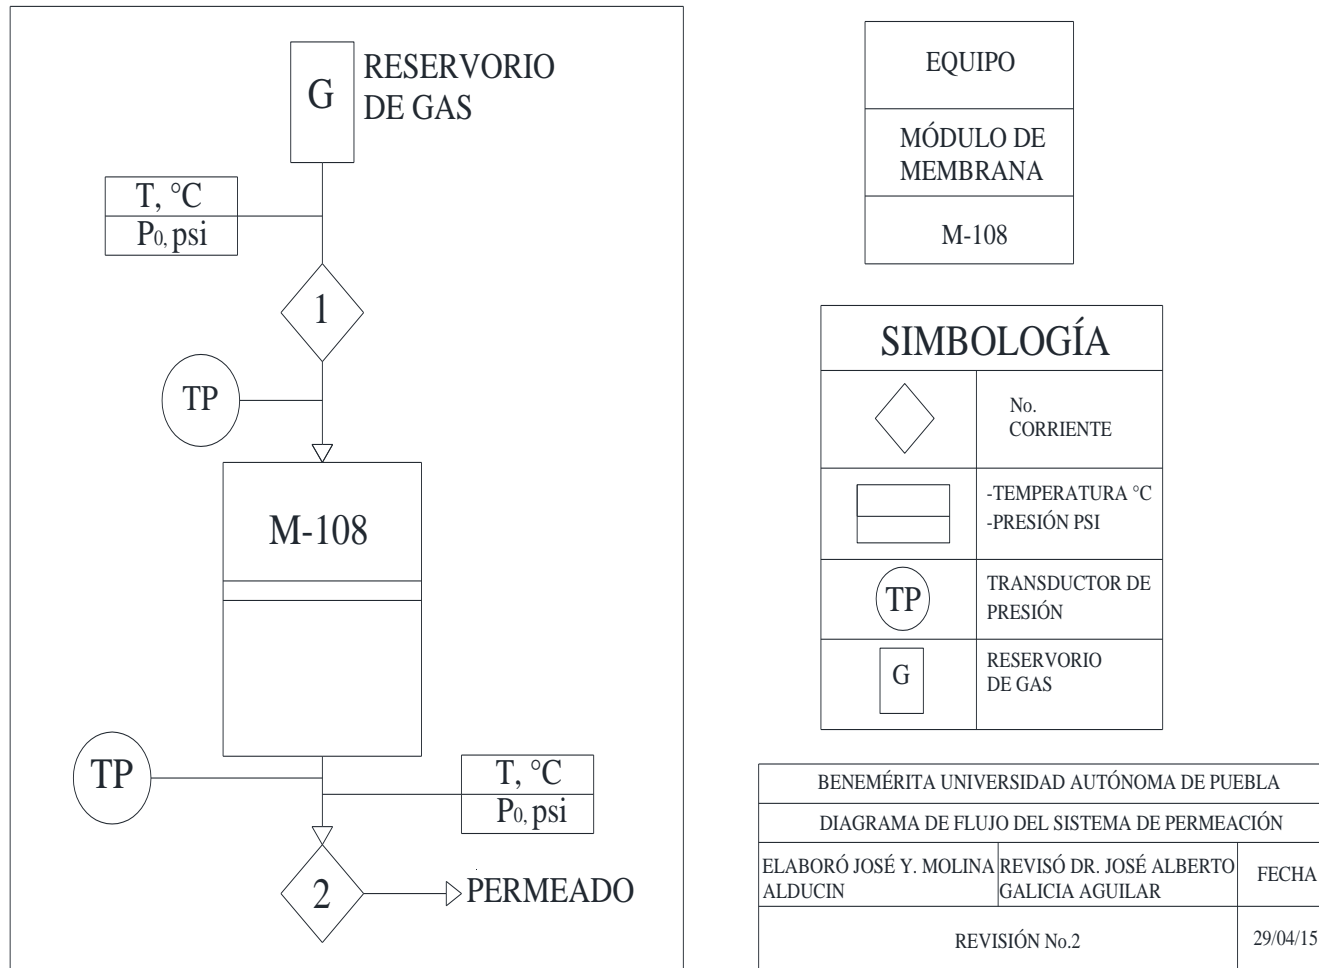 G
RESERVORIO
DE GAS
T, °C
P0, psi
1
TP
M-108
TP
T, °C
P0, psi
2
PERMEADO
EQUIPO
MÓDULO DE
MEMBRANA
M-108
SIMBOLOGÍA
No.
CORRIENTE
-TEMPERATURA °C
-PRESIÓN PSI
TP
TRANSDUCTOR DE
PRESIÓN
G
RESERVORIO
DE GAS
BENEMÉRITA UNIVERSIDAD AUTÓNOMA DE PUEBLA
DIAGRAMA DE FLUJO DEL SISTEMA DE PERMEACIÓN
ELABORÓ JOSÉ Y. MOLINA
ALDUCIN
REVISÓ DR. JOSÉ ALBERTO
GALICIA AGUILAR
FECHA
REVISIÓN No.2
29/04/15